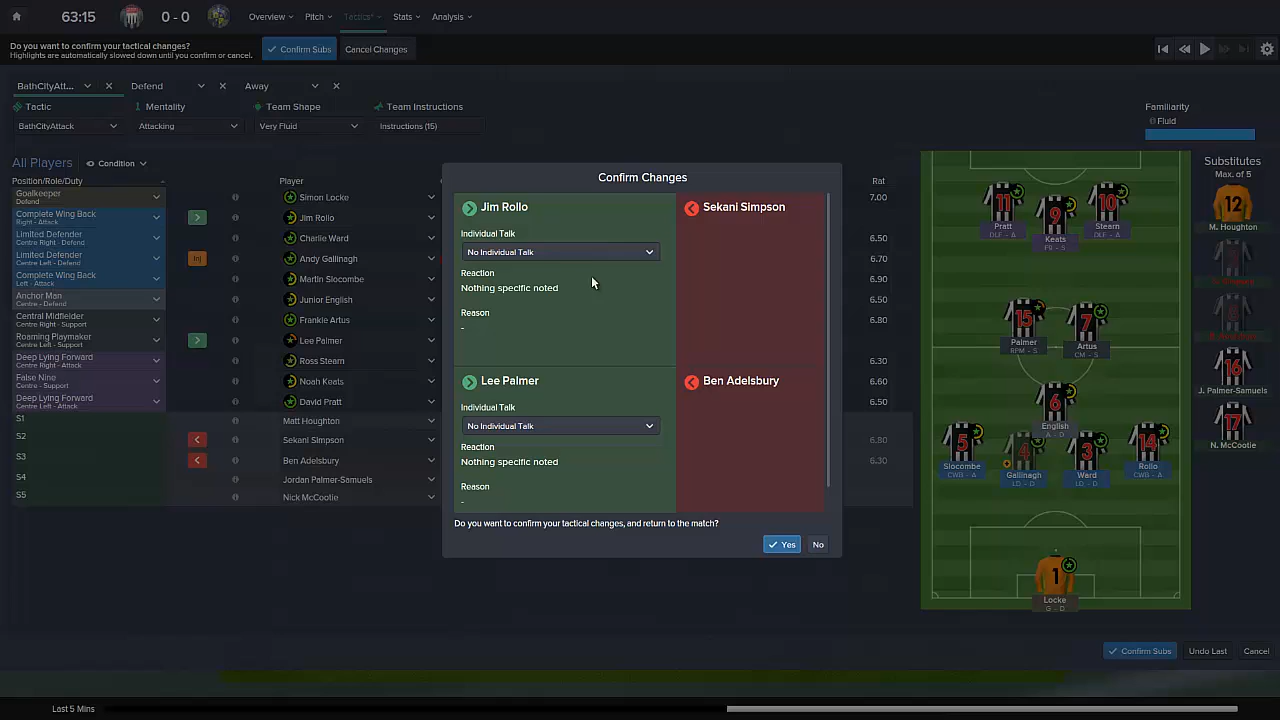 63:15
0 - 0
Overview
Pitch
Tactics*
Stats
Analysis
Do you want to confirm your tactical changes?
Highlights are automatically slowed down until you confirm or cancel.
Confirm Subs
Cancel Changes
BathCityAtt...
Defend
Away
Tactic
Mentality
Team Shape
Team Instructions
BathCityAttack
Attacking
Very Fluid
Instructions (15)
Familiarity
Fluid
All Players
Condition
Position/Role/Duty
Player
Rat
Goalkeeper
Defend
Simon Locke
7.00
Complete Wing Back
Right - Attack
Jim Rollo
Limited Defender
Centre Right - Defend
Charlie Ward
6.50
Limited Defender
Centre Left - Defend
Inj
Andy Gallinagh
6.70
Complete Wing Back
Left - Attack
Martin Slocombe
6.90
Anchor Man
Centre - Defend
Junior English
6.50
Central Midfielder
Centre Right - Support
Frankie Artus
6.80
Roaming Playmaker
Centre Left - Support
Lee Palmer
Deep Lying Forward
Centre Right - Attack
Ross Stearn
6.30
False Nine
Centre - Support
Noah Keats
6.60
Deep Lying Forward
Centre Left - Attack
David Pratt
6.50
S1
Matt Houghton
S2
Sekani Simpson
6.80
S3
Ben Adelsbury
6.30
S4
Jordan Palmer-Samuels
S5
Nick McCootie
Confirm Changes
Jim Rollo
Sekani Simpson
Individual Talk
No Individual Talk
Reaction
Nothing specific noted
Reason
-
Lee Palmer
Ben Adelsbury
Individual Talk
No Individual Talk
Reaction
Nothing specific noted
Reason
-
Do you want to confirm your tactical changes, and return to the match?
Yes
No
11
9
10
Pratt
DLF - A
Keats
F9 - S
Stearn
DLF - A
15
7
Palmer
RPM - S
Artus
CM - S
6
English
A - D
5
4
3
14
Slocombe
CWB - A
Gallinagh
LD - D
Ward
LD - D
Rollo
CWB - A
1
Locke
G - D
Substitutes
Max. of 5
12
M. Houghton
S. Simpson
16
J. Palmer-Samuels
17
N. McCootie
Confirm Subs
Undo Last
Cancel
Last 5 Mins